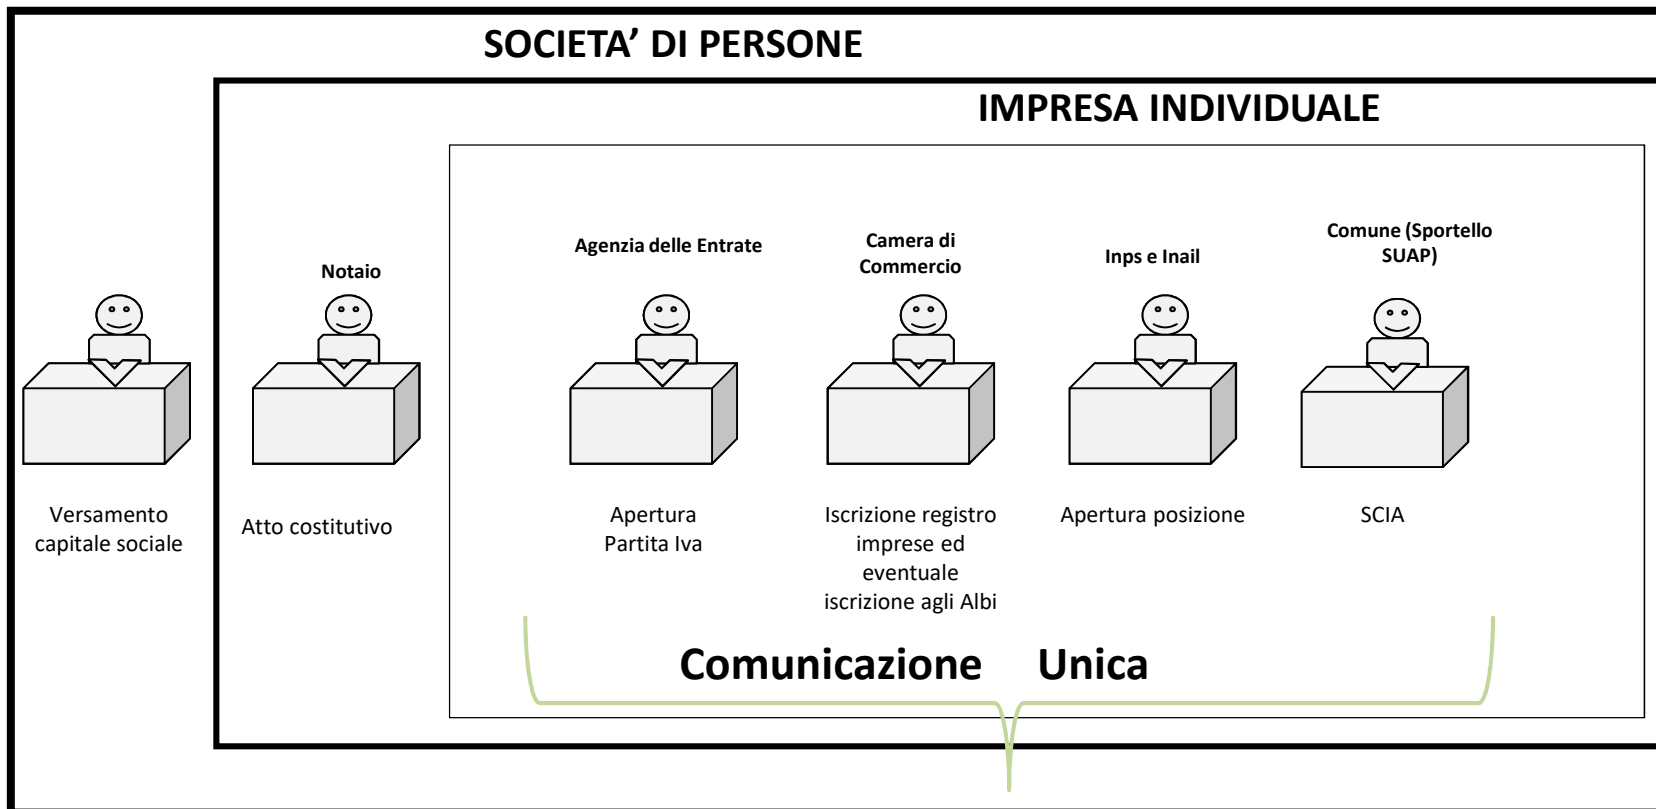 SOCIETA’ DI PERSONE
IMPRESA INDIVIDUALE
Notaio
Agenzia delle Entrate
Camera di
Commercio
Inps e Inail
Comune (Sportello
SUAP)
Versamento
capitale sociale
Atto costitutivo
Apertura
Partita Iva
Iscrizione registro
imprese ed
eventuale
iscrizione agli Albi
Apertura posizione
SCIA
Comunicazione Unica